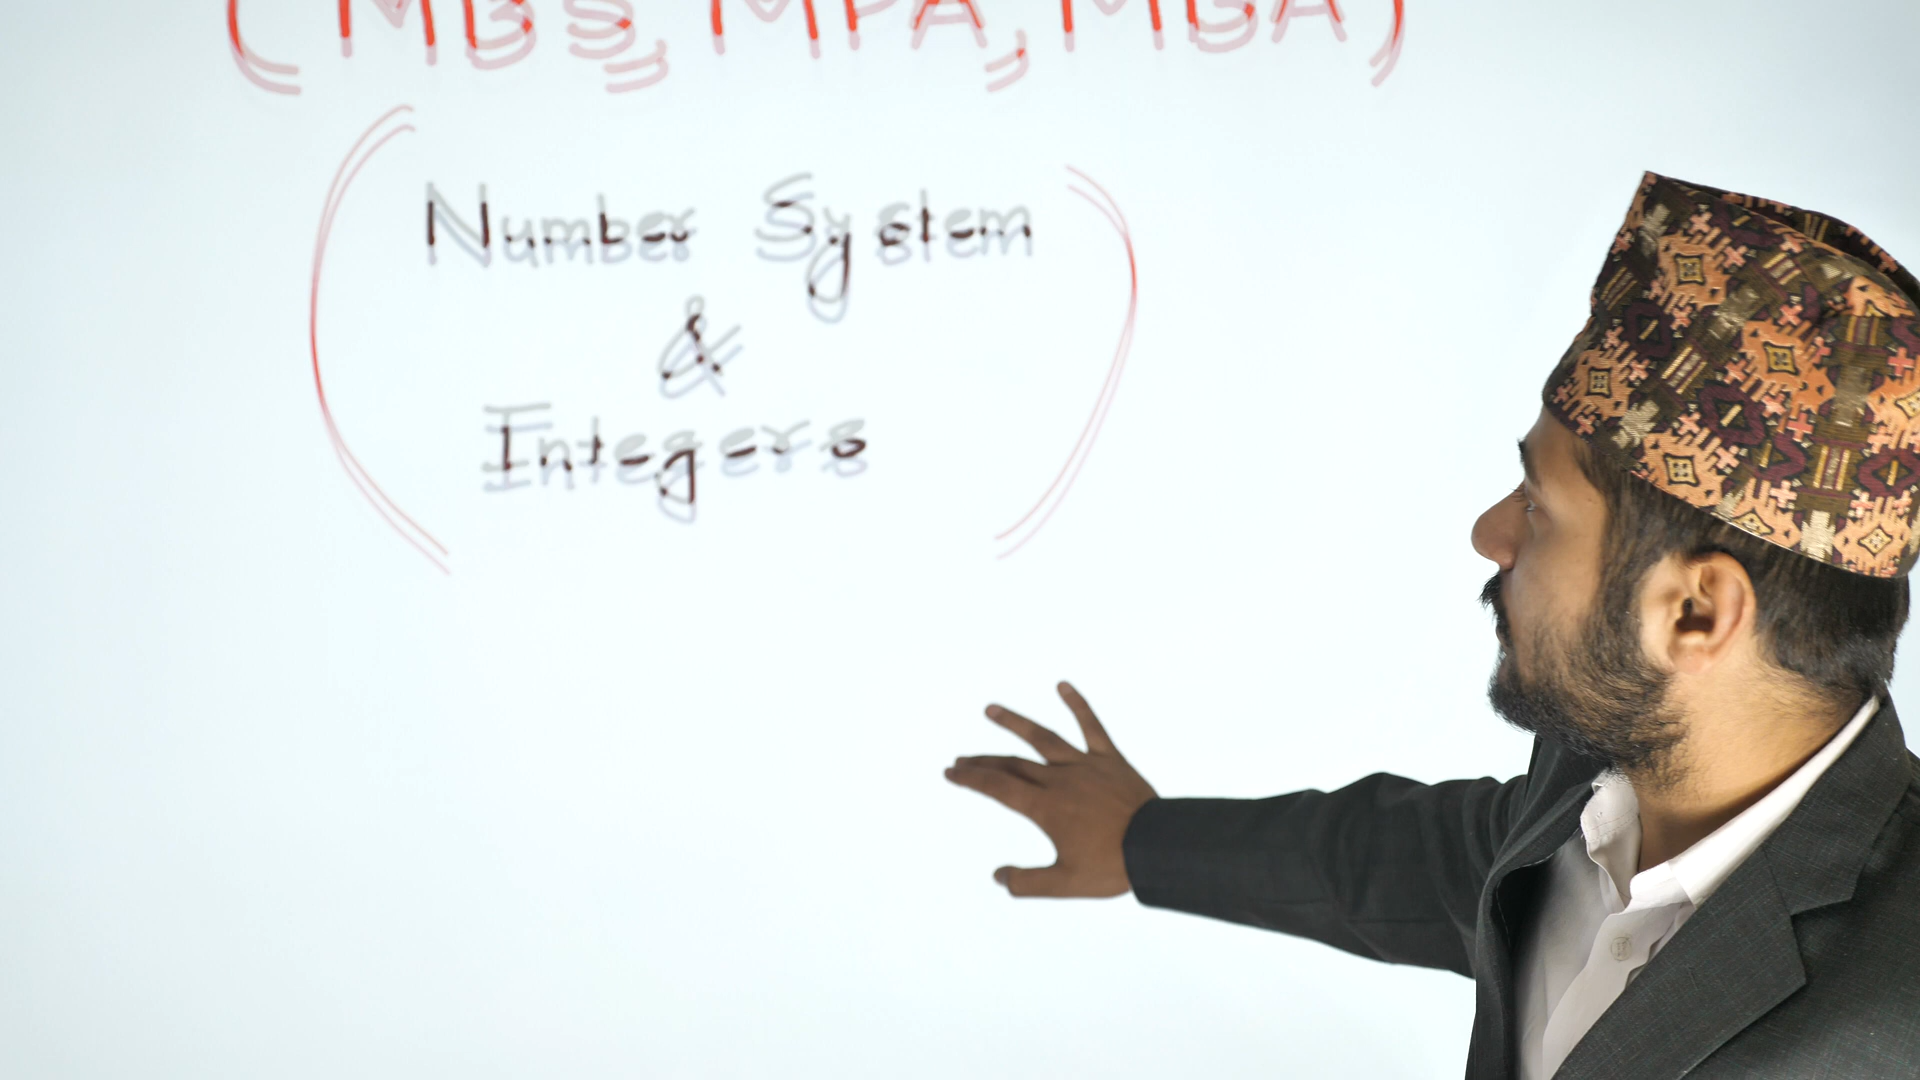 (MBS, MPA, MBA)
(Number System
&
Integers)